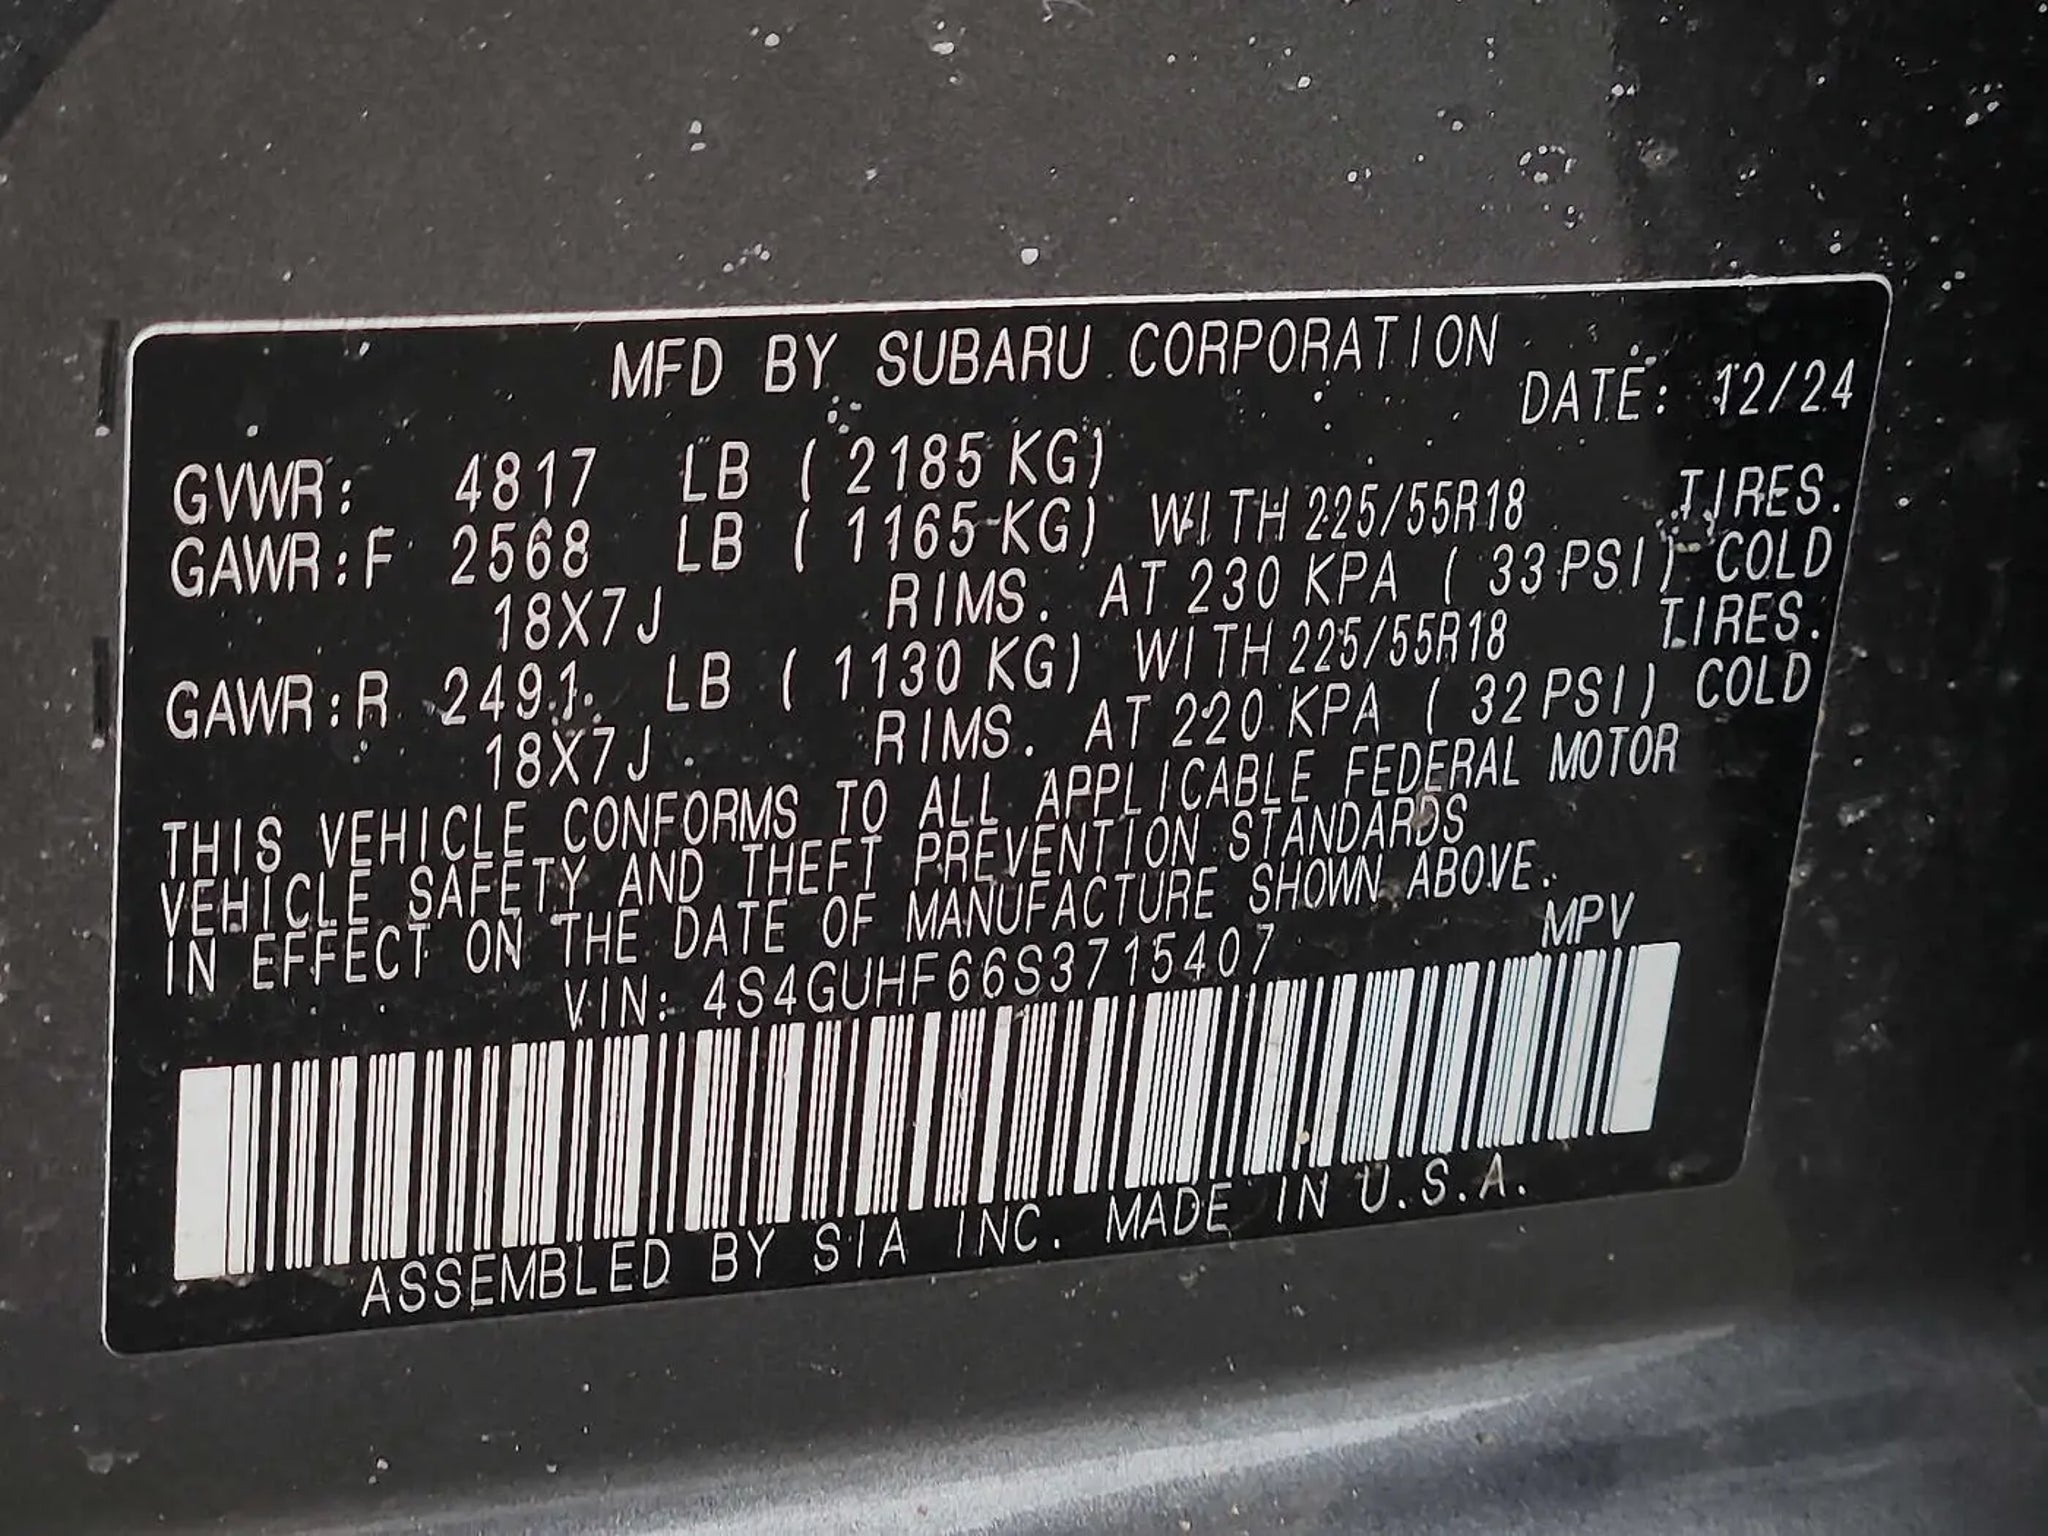 MFD BY SUBARU CORPORATION
DATE: 12/24
GVWR: 4817 LB ( 2185 KG)
GAWR:F 2568 LB ( 1165 KG) WITH 225/55R18 TIRES.
18X7J RIMS. AT 230 KPA ( 33 PSI) COLD
GAWR:R 2491 LB ( 1130 KG) WITH 225/55R18 TIRES.
18X7J RIMS. AT 220 KPA ( 32 PSI) COLD
THIS VEHICLE CONFORMS TO ALL APPLICABLE FEDERAL MOTOR
VEHICLE SAFETY AND THEFT PREVENTION STANDARDS
IN EFFECT ON THE DATE OF MANUFACTURE SHOWN ABOVE.
VIN: 4S4GUHF66S3715407 MPV
ASSEMBLED BY SIA INC. MADE IN U.S.A.